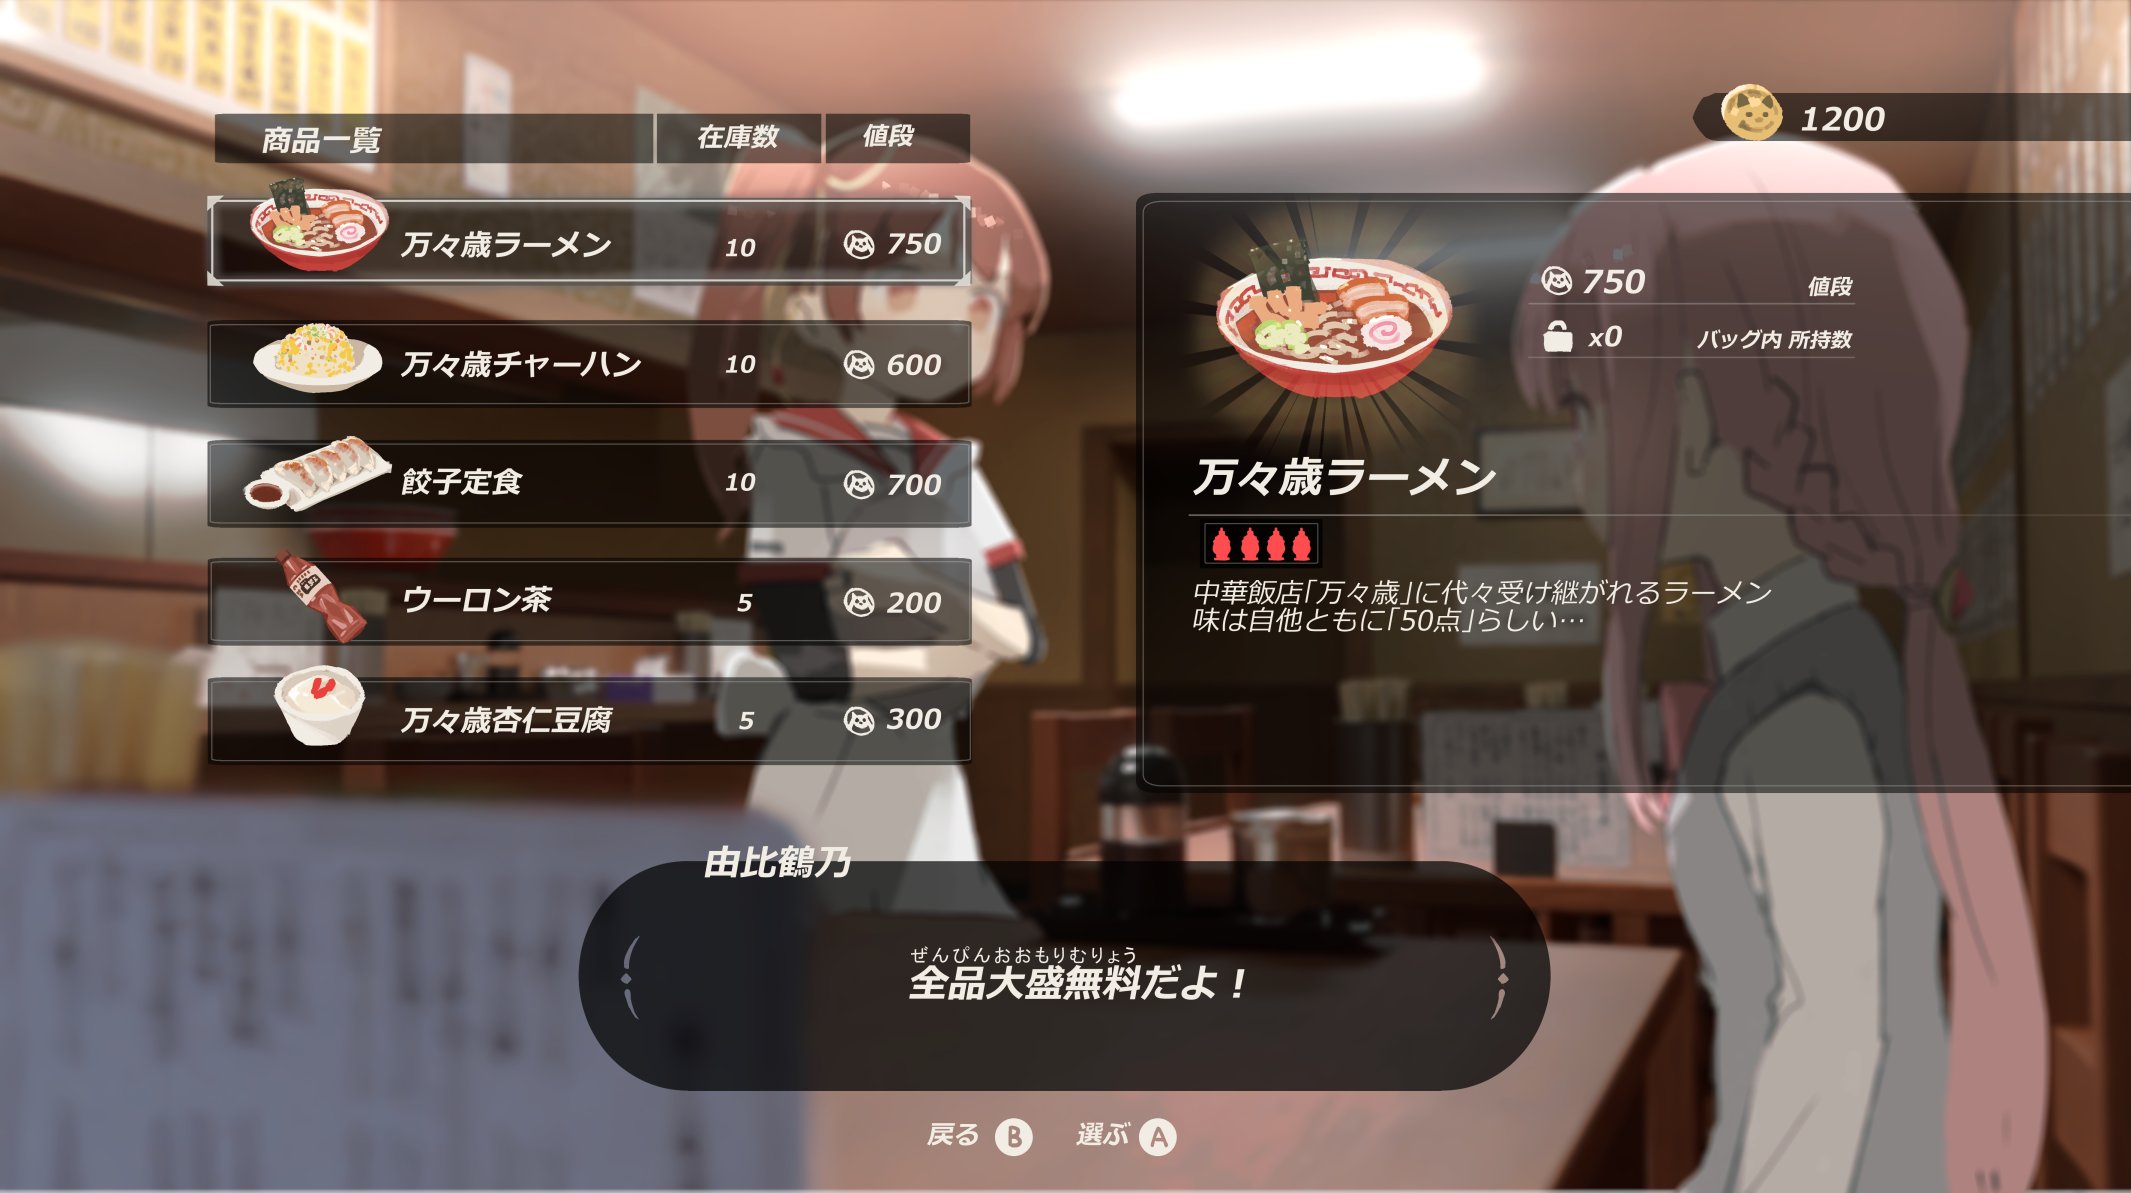 商品一覧 在庫数 値段
万々歳ラーメン 10 750
万々歳チャーハン 10 600
餃子定食 10 700
ウーロン茶 5 200
万々歳杏仁豆腐 5 300
1200
750 値段
x0 バッグ内 所持数
万々歳ラーメン
中華飯店「万々歳」に代々受け継がれるラーメン
味は自他ともに「50点」らしい…
由比鶴乃
ぜんぴんおおもりむりょう
全品大盛無料だよ！
戻る B 選ぶ A